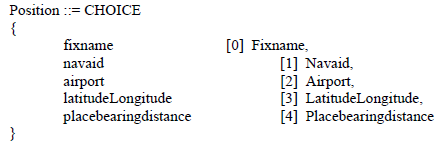 Position ::= CHOICE
{
fixname [0] Fixname,
navaid [1] Navaid,
airport [2] Airport,
latitudeLongitude [3] LatitudeLongitude,
placebearingdistance [4] Placebearingdistance
}